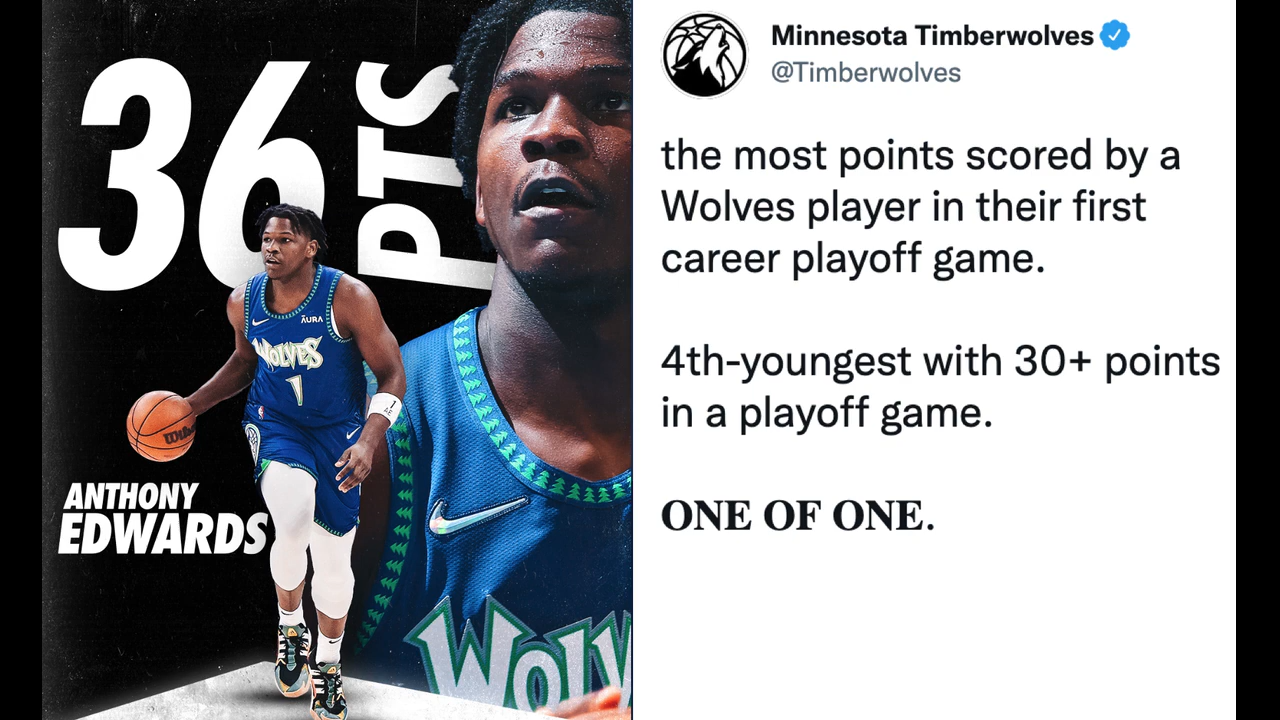 36
PTS
AURA
WOLVES
1
Wilson
ANTHONY
EDWARDS
WOLV
Minnesota Timberwolves
@Timberwolves
the most points scored by a
Wolves player in their first
career playoff game.
4th-youngest with 30+ points
in a playoff game.
ONE OF ONE.